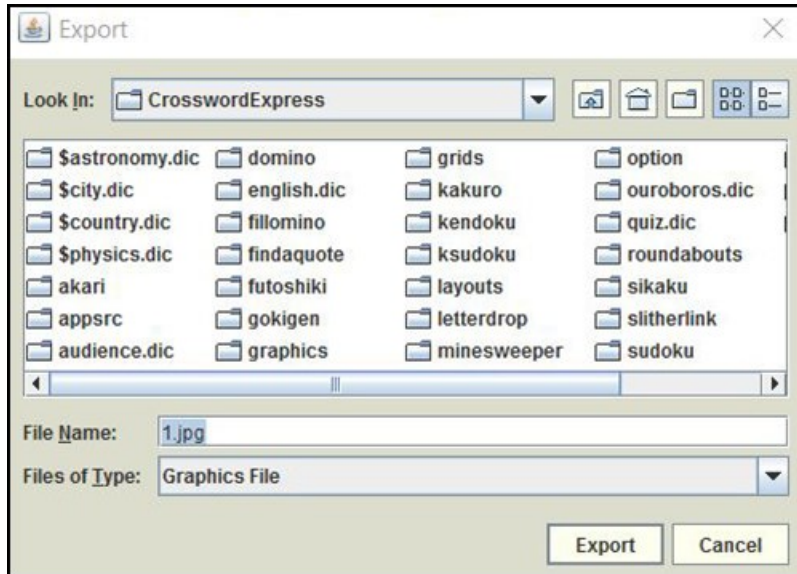 Export
Look In: CrosswordExpress
$astronomy.dic domino grids option
$city.dic english.dic kakuro ouroboros.dic
$country.dic fillomino kendoku quiz.dic
$physics.dic findaquote ksudoku roundabouts
akari futoshiki layouts sikaku
appsrc gokigen letterdrop slitherlink
audience.dic graphics minesweeper sudoku
File Name: 1.jpg
Files of Type: Graphics File
Export Cancel